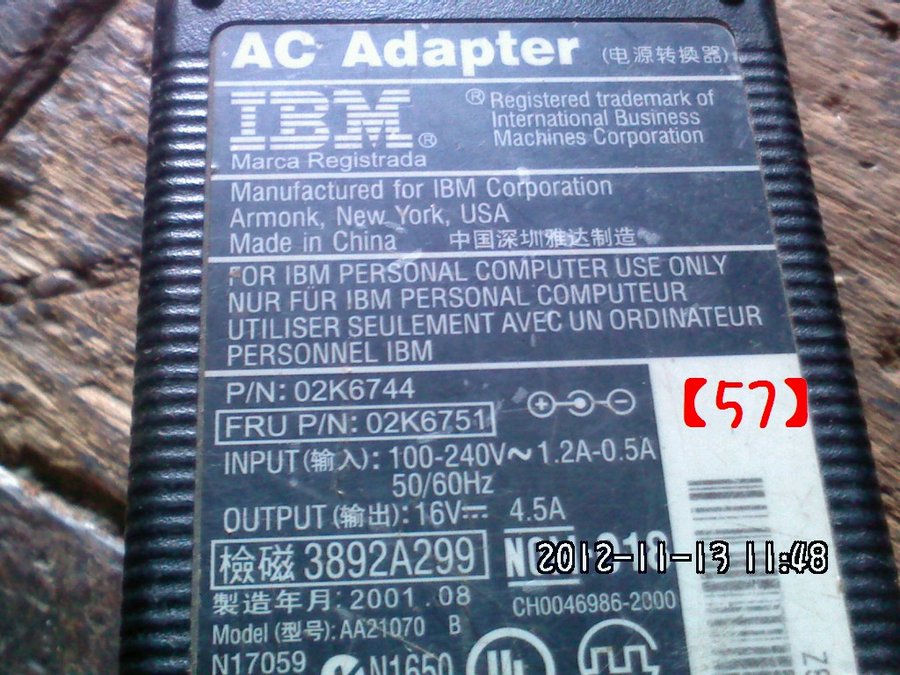 AC Adapter (电源转换器)
IBM®
Marca Registrada
® Registered trademark of
International Business
Machines Corporation
Manufactured for IBM Corporation
Armonk, New York, USA
Made in China 中国深圳雅达制造
FOR IBM PERSONAL COMPUTER USE ONLY
NUR FÜR IBM PERSONAL COMPUTEUR
UTILISER SEULEMENT AVEC UN ORDINATEUR
PERSONNEL IBM
P/N: 02K6744
FRU P/N: 02K6751
【57】
INPUT(输入): 100-240V~1.2A-0.5A
50/60Hz
OUTPUT(输出):16V⎓ 4.5A
檢磁 3892A299
2012-11-13 11:48
製造年月: 2001.08
CH0046986-2000
Model (型号): AA21070 B
N17059
N1650
UL